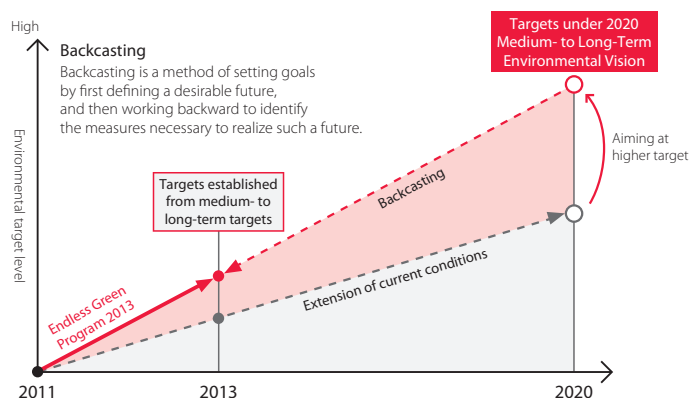 High
Backcasting
Backcasting is a method of setting goals
by first defining a desirable future,
and then working backward to identify
the measures necessary to realize such a future.
Targets under 2020
Medium- to Long-Term
Environmental Vision
Environmental target level
Aiming at
higher target
Targets established
from medium- to
long-term targets
Backcasting
Extension of current conditions
Endless Green
Program 2013
2011
2013
2020